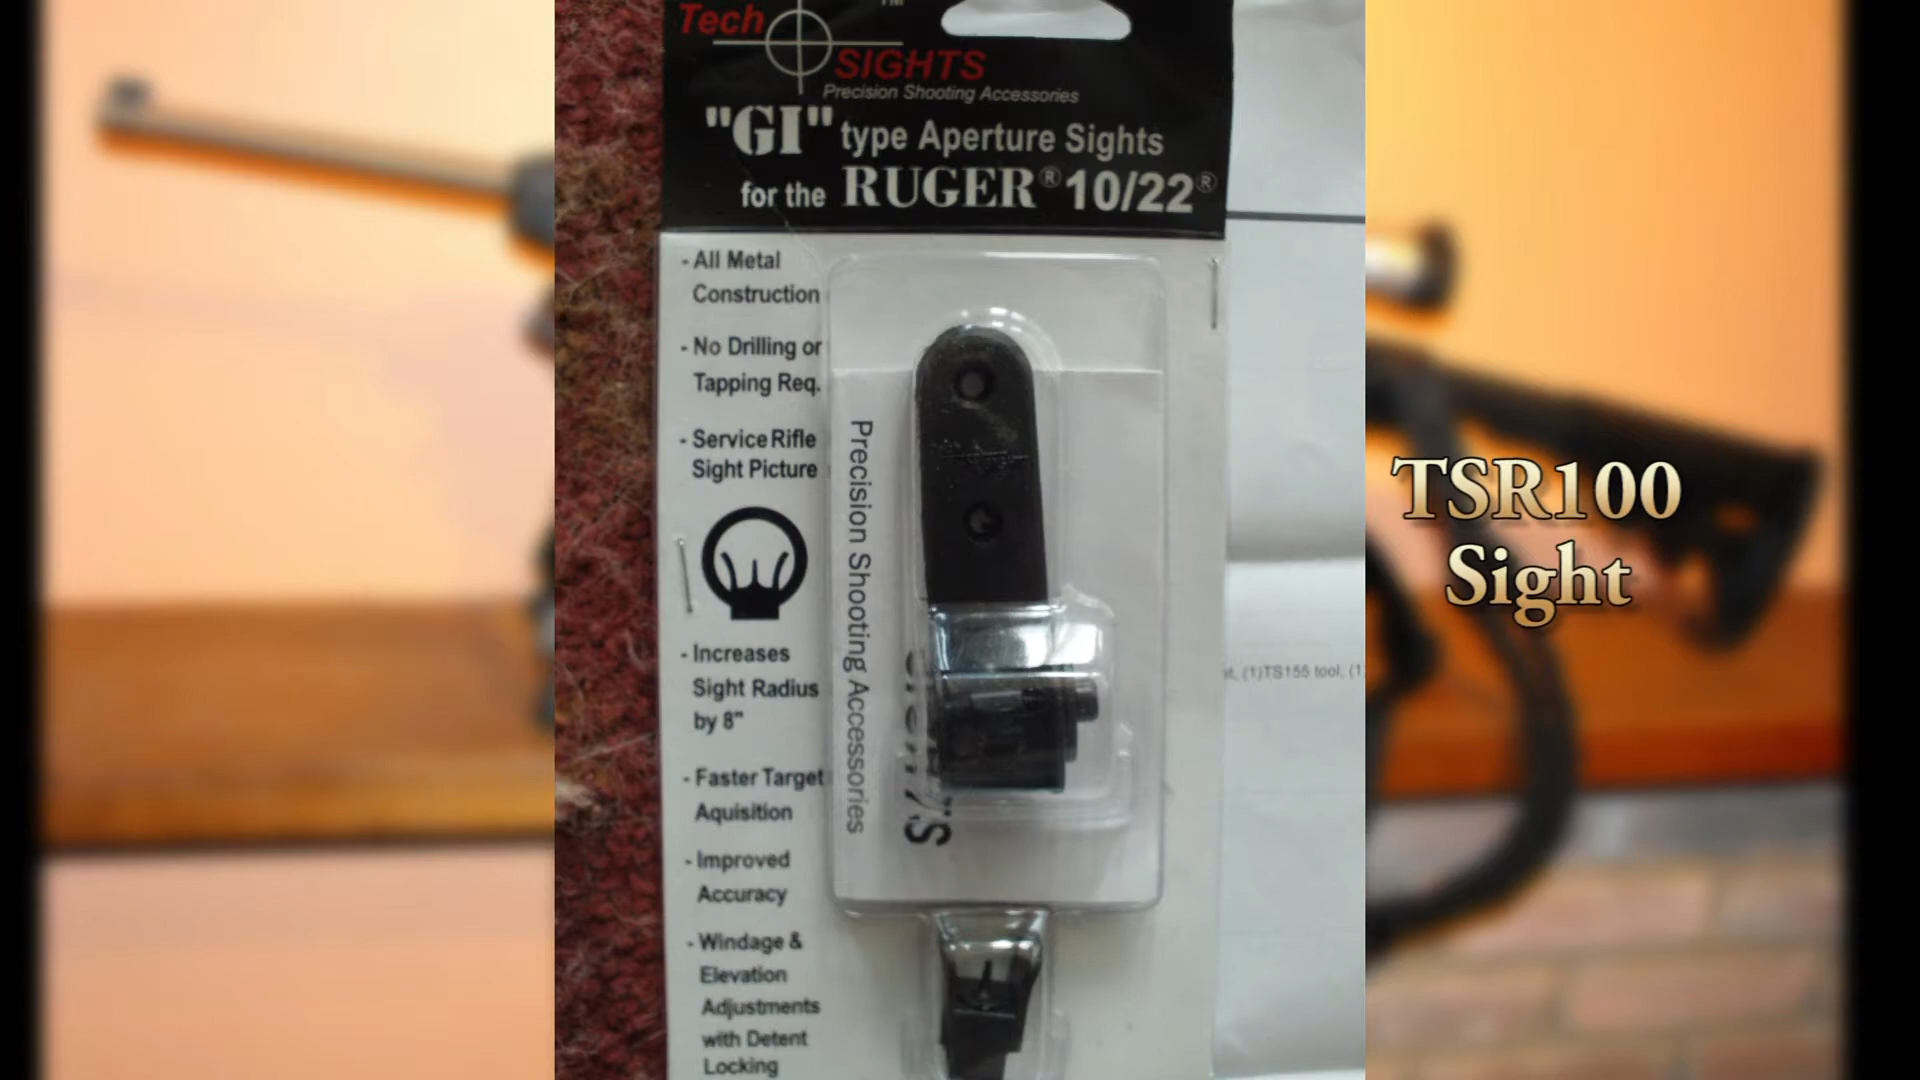 Tech
TM
SIGHTS
Precision Shooting Accessories
"GI" type Aperture Sights
for the RUGER® 10/22®
- All Metal
Construction
- No Drilling or
Tapping Req.
- Service Rifle
Sight Picture
- Increases
Sight Radius
by 8"
- Faster Target
Aquisition
- Improved
Accuracy
- Windage &
Elevation
Adjustments
with Detent
Locking
Precision Shooting Accessories
(1)TS155 tool, (1)
TSR100
Sight